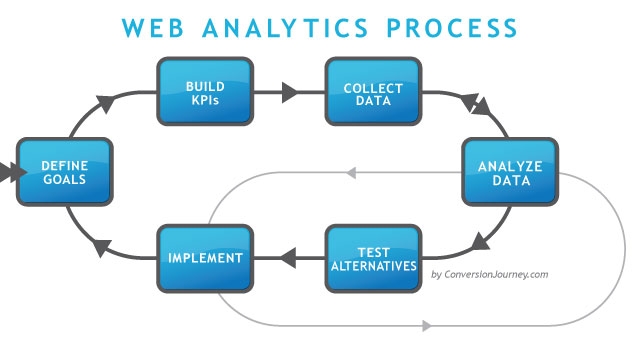 WEB ANALYTICS PROCESS
BUILD
KPIs
COLLECT
DATA
DEFINE
GOALS
ANALYZE
DATA
IMPLEMENT
TEST
ALTERNATIVES
by ConversionJourney.com